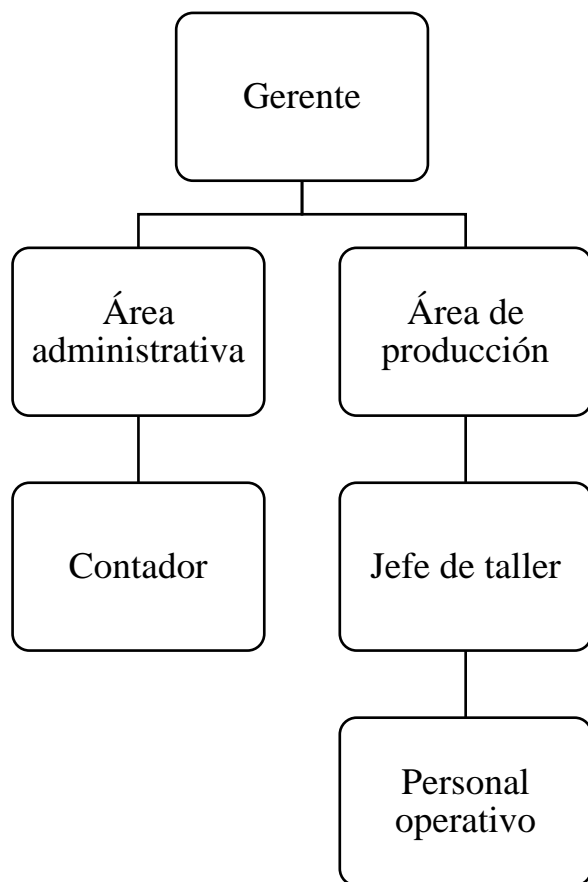 Gerente
Área
administrativa
Área de
producción
Contador
Jefe de taller
Personal
operativo